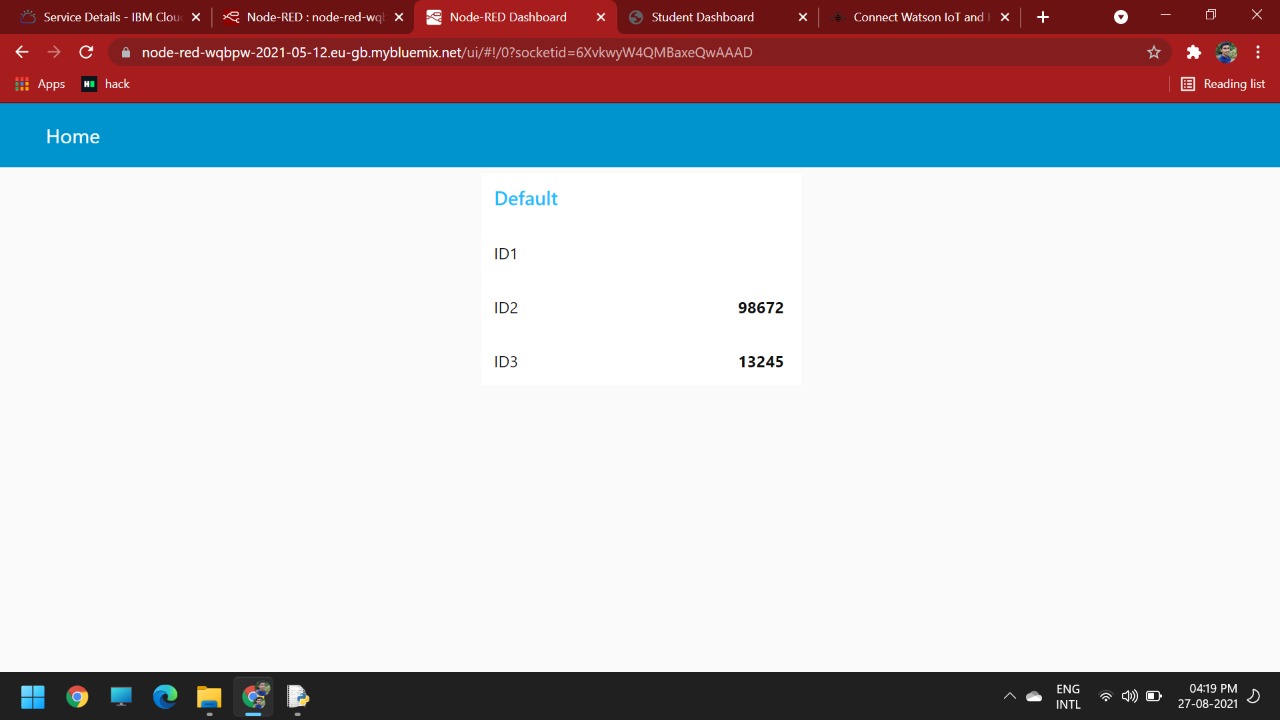 Service Details - IBM Clou
Node-RED : node-red-wqb
Node-RED Dashboard
Student Dashboard
Connect Watson IoT and
node-red-wqbpw-2021-05-12.eu-gb.mybluemix.net/ui/#!/0?socketid=6XvkwyW4QMBaxeQwAAAD
Apps
hack
Reading list
Home
Default
ID1
ID2 98672
ID3 13245
ENG
INTL
04:19 PM
27-08-2021